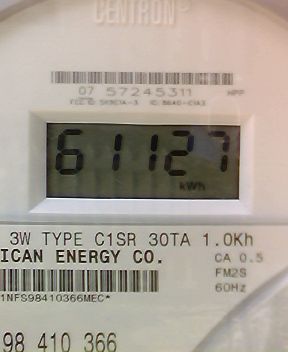 CENTRON®
07 57245311 HPP
61127
kWh
3W TYPE C1SR 30TA 1.0Kh
ICAN ENERGY CO. CA 0.5
FM2S
60Hz
1NFS98410366MEC*
98 410 366